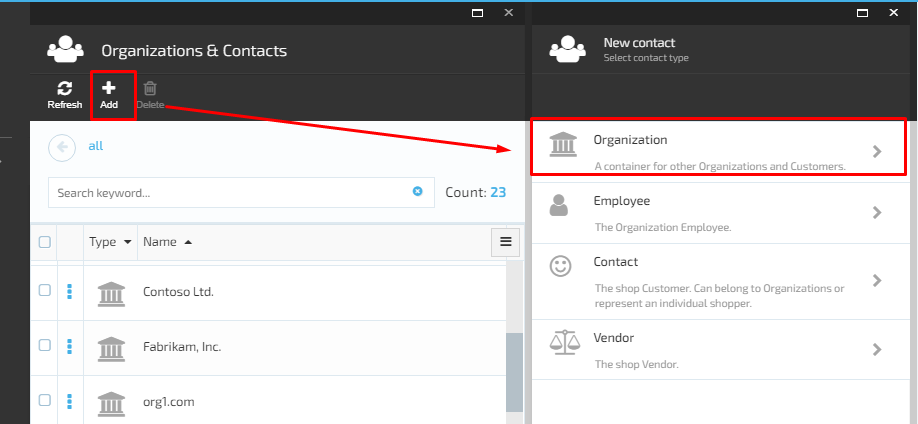 Organizations & Contacts
Refresh
Add
Delete
all
Search keyword...
Count: 23
Type
Name
Contoso Ltd.
Fabrikam, Inc.
org1.com
New contact
Select contact type
Organization
A container for other Organizations and Customers.
Employee
The Organization Employee.
Contact
The shop Customer. Can belong to Organizations or
represent an individual shopper.
Vendor
The shop Vendor.